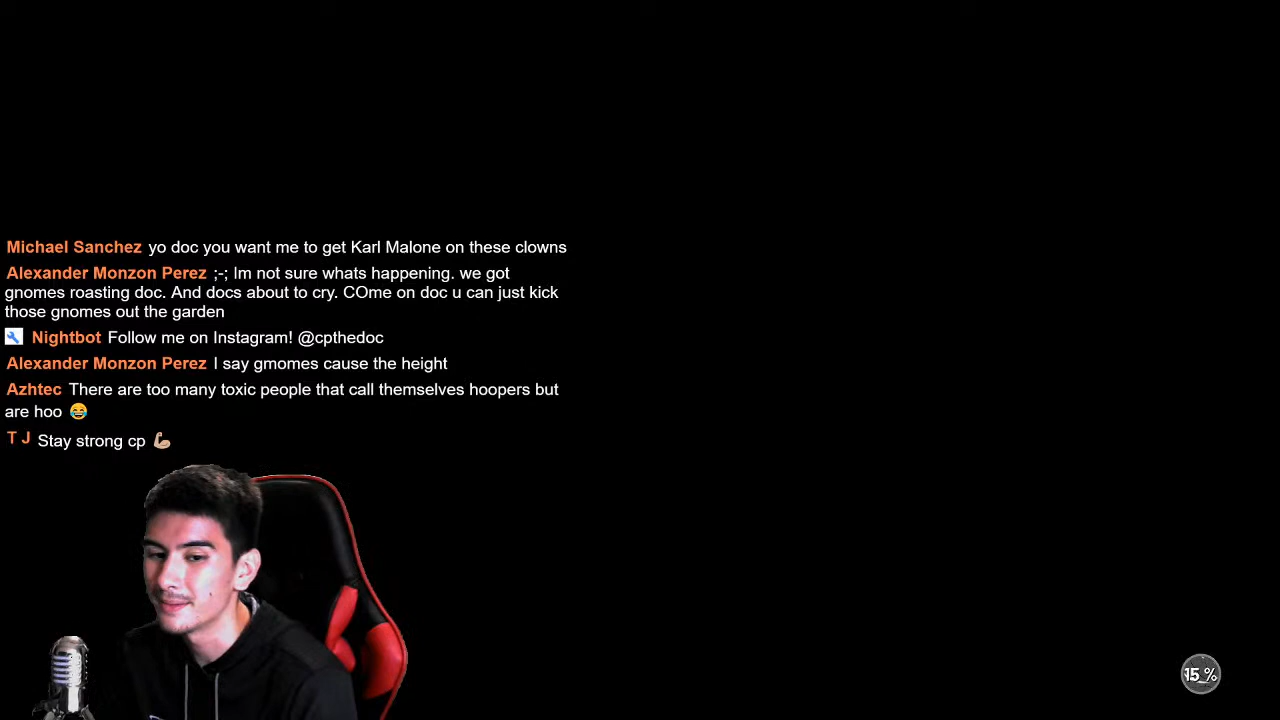 Michael Sanchez yo doc you want me to get Karl Malone on these clowns
Alexander Monzon Perez ;-; Im not sure whats happening. we got
gnomes roasting doc. And docs about to cry. COme on doc u can just kick
those gnomes out the garden
Nightbot Follow me on Instagram! @cpthedoc
Alexander Monzon Perez I say gmomes cause the height
Azhtec There are too many toxic people that call themselves hoopers but
are hoo 😂
T J Stay strong cp 💪🏼
15 %